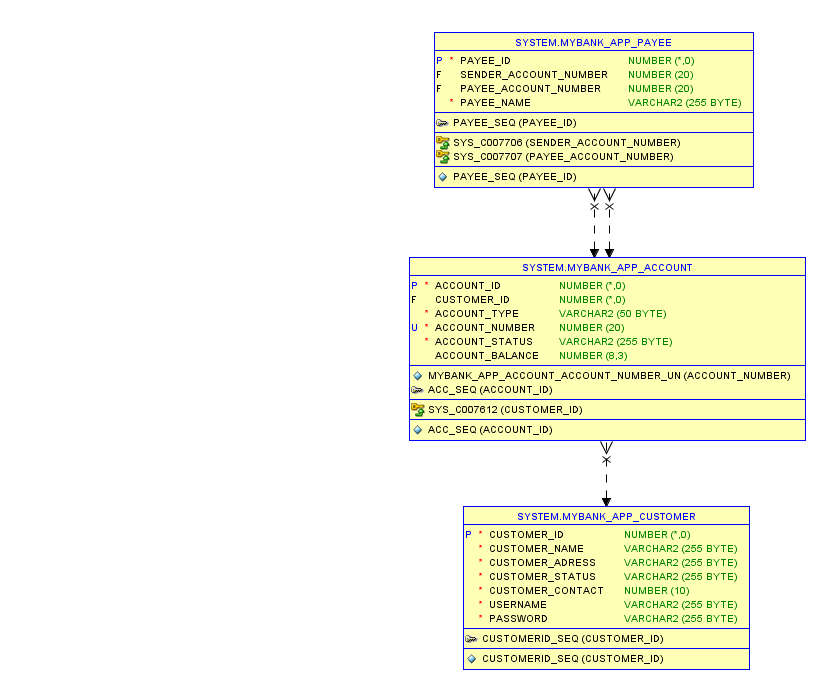 SYSTEM.MYBANK_APP_PAYEE
P * PAYEE_ID NUMBER (*,0)
F SENDER_ACCOUNT_NUMBER NUMBER (20)
F PAYEE_ACCOUNT_NUMBER NUMBER (20)
* PAYEE_NAME VARCHAR2 (255 BYTE)
PAYEE_SEQ (PAYEE_ID)
SYS_C007706 (SENDER_ACCOUNT_NUMBER)
SYS_C007707 (PAYEE_ACCOUNT_NUMBER)
PAYEE_SEQ (PAYEE_ID)
SYSTEM.MYBANK_APP_ACCOUNT
P * ACCOUNT_ID NUMBER (*,0)
F CUSTOMER_ID NUMBER (*,0)
* ACCOUNT_TYPE VARCHAR2 (50 BYTE)
U * ACCOUNT_NUMBER NUMBER (20)
* ACCOUNT_STATUS VARCHAR2 (255 BYTE)
ACCOUNT_BALANCE NUMBER (8,3)
MYBANK_APP_ACCOUNT_ACCOUNT_NUMBER_UN (ACCOUNT_NUMBER)
ACC_SEQ (ACCOUNT_ID)
SYS_C007612 (CUSTOMER_ID)
ACC_SEQ (ACCOUNT_ID)
SYSTEM.MYBANK_APP_CUSTOMER
P * CUSTOMER_ID NUMBER (*,0)
* CUSTOMER_NAME VARCHAR2 (255 BYTE)
* CUSTOMER_ADRESS VARCHAR2 (255 BYTE)
* CUSTOMER_STATUS VARCHAR2 (255 BYTE)
* CUSTOMER_CONTACT NUMBER (10)
* USERNAME VARCHAR2 (255 BYTE)
* PASSWORD VARCHAR2 (255 BYTE)
CUSTOMERID_SEQ (CUSTOMER_ID)
CUSTOMERID_SEQ (CUSTOMER_ID)